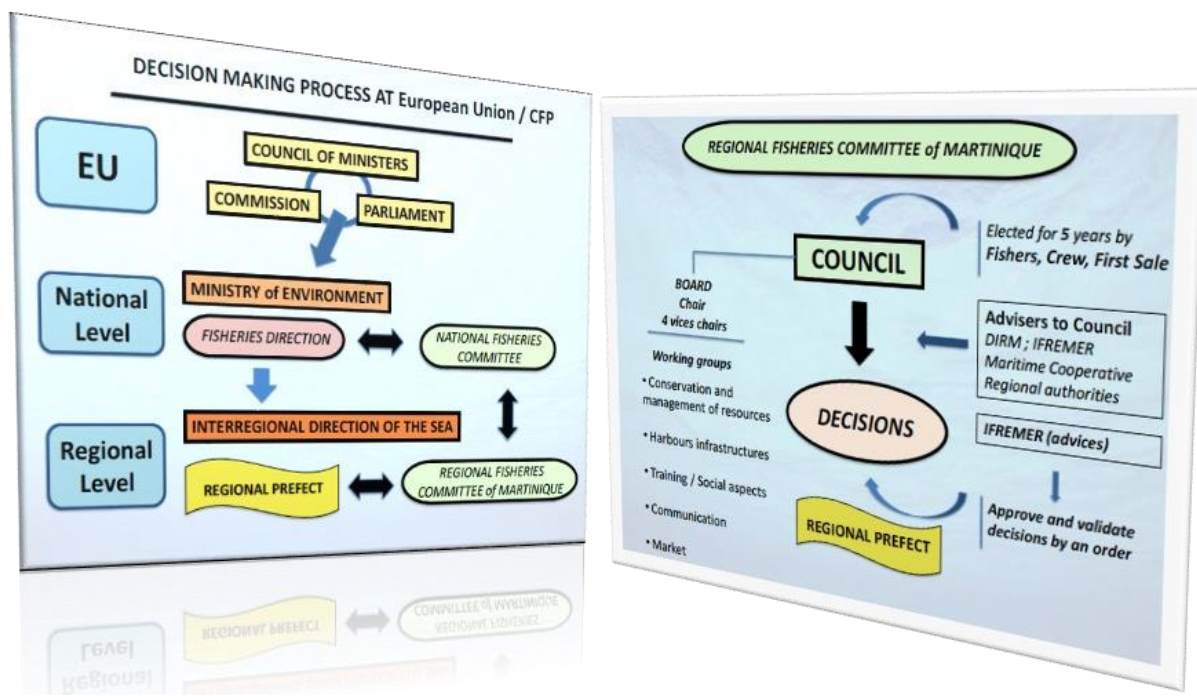 DECISION MAKING PROCESS AT European Union / CFP
EU
COUNCIL OF MINISTERS
COMMISSION
PARLIAMENT
National
Level
MINISTRY of ENVIRONMENT
FISHERIES DIRECTION
NATIONAL FISHERIES
COMMITTEE
Regional
Level
INTERREGIONAL DIRECTION OF THE SEA
REGIONAL PREFECT
REGIONAL FISHERIES
COMMITTEE of MARTINIQUE
REGIONAL FISHERIES COMMITTEE of MARTINIQUE
COUNCIL
Elected for 5 years by
Fishers, Crew, First Sale
BOARD
Chair
4 vices chairs
Working groups
• Conservation and
management of resources
• Harbours infrastructures
• Training / Social aspects
• Communication
• Market
Advisers to Council
DIRM ; IFREMER
Maritime Cooperative
Regional authorities
DECISIONS
IFREMER (advices)
REGIONAL PREFECT
Approve and validate
decisions by an order